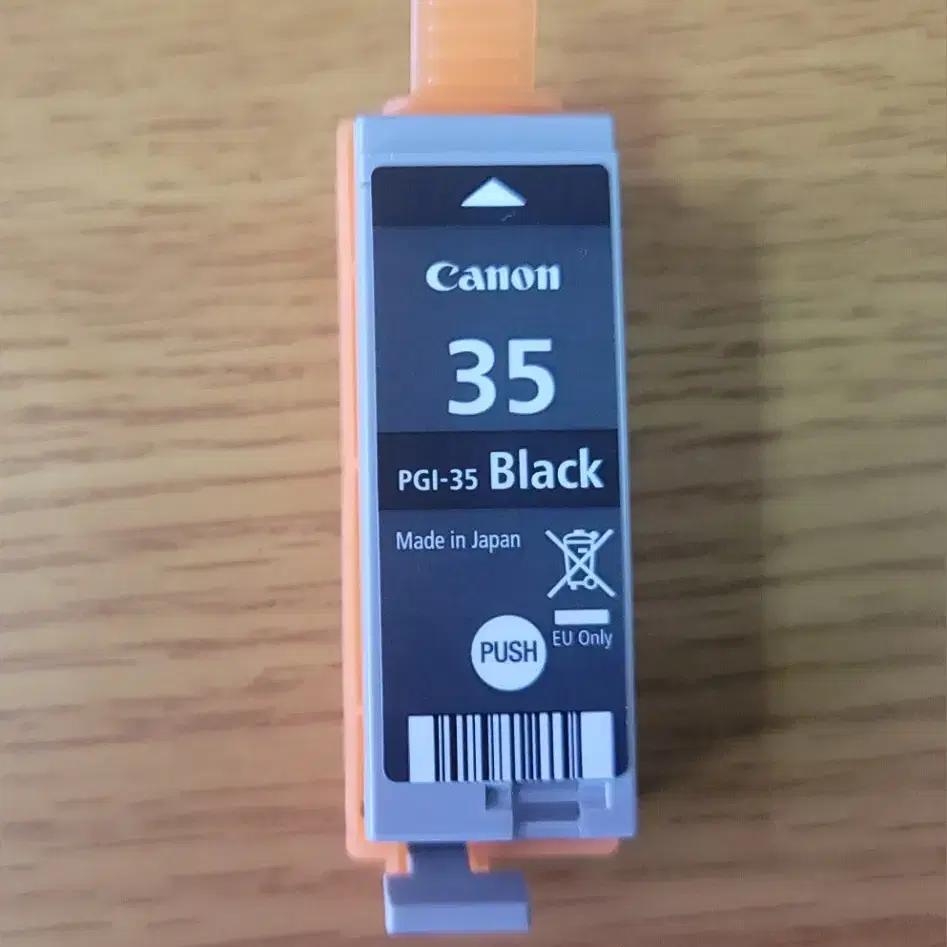 Canon
35
PGI-35 Black
Made in Japan
EU Only
PUSH